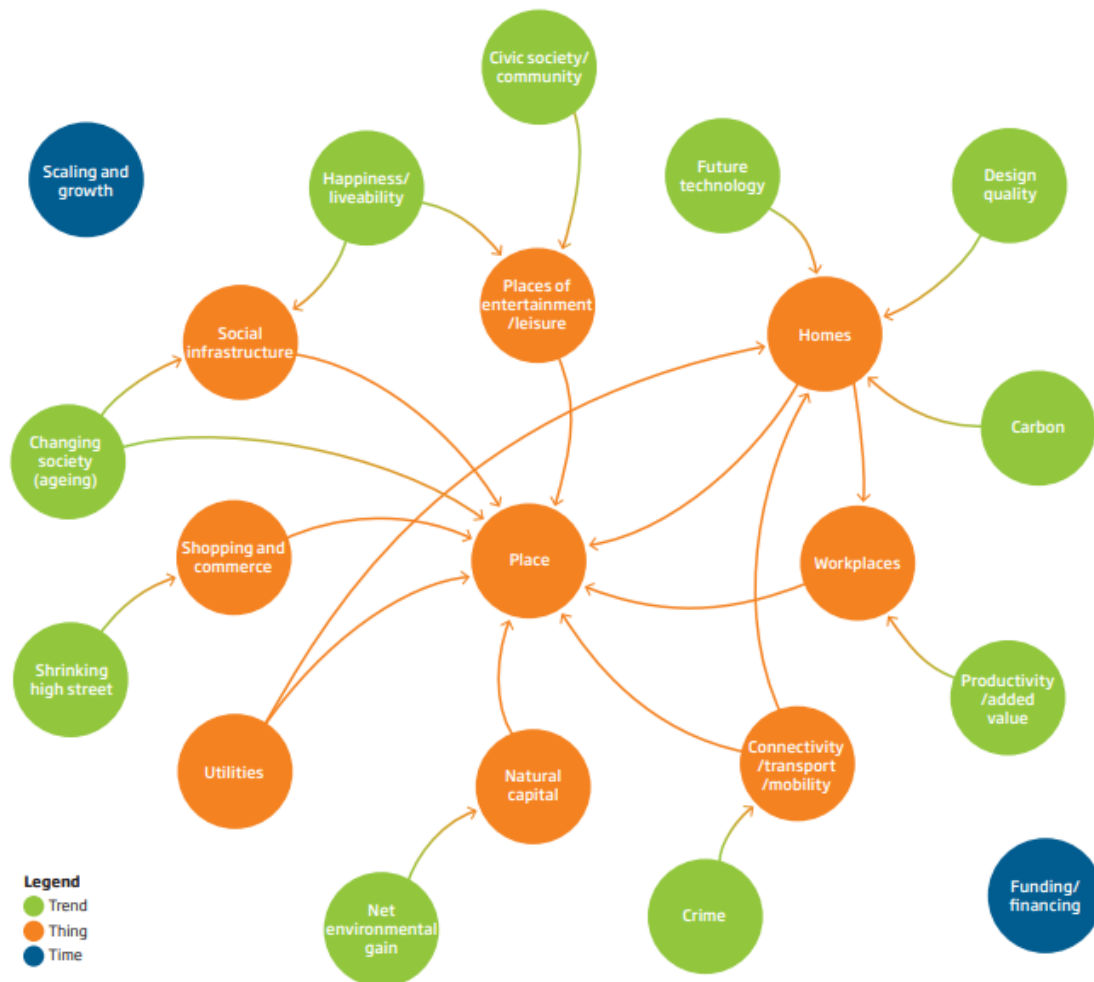 Civic society/
community
Scaling and
growth
Happiness/
liveability
Future
technology
Design
quality
Places of
entertainment
/leisure
Social
infrastructure
Homes
Changing
society
(ageing)
Carbon
Shopping and
commerce
Place
Workplaces
Shrinking
high street
Productivity
/added
value
Utilities
Natural
capital
Connectivity
/transport
/mobility
Legend
Trend
Thing
Time
Net
environmental
gain
Crime
Funding/
financing